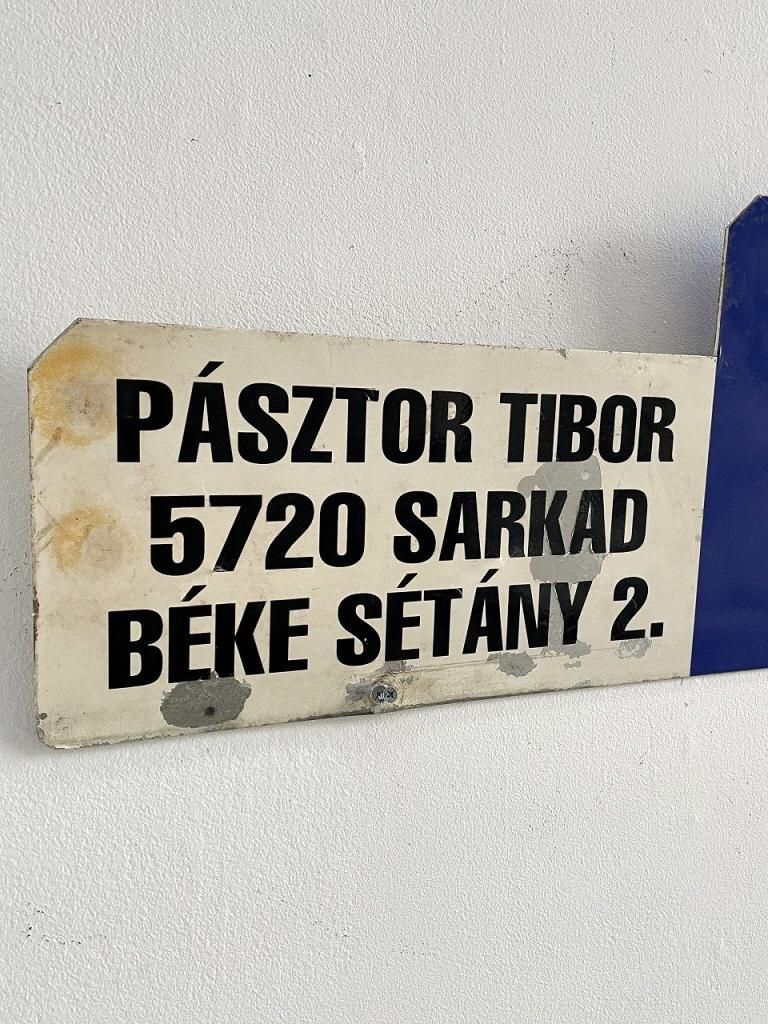 PÁSZTOR TIBOR
5720 SARKAD
BÉKE SÉTÁNY 2.